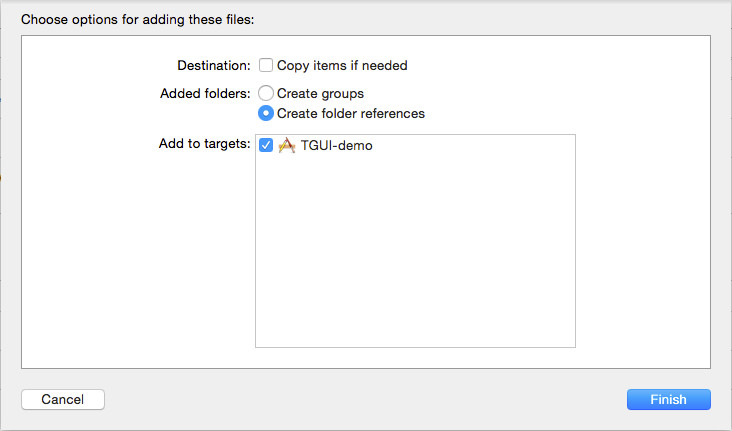 Choose options for adding these files:
Destination: Copy items if needed
Added folders: Create groups
Create folder references
Add to targets: TGUI-demo
Cancel Finish